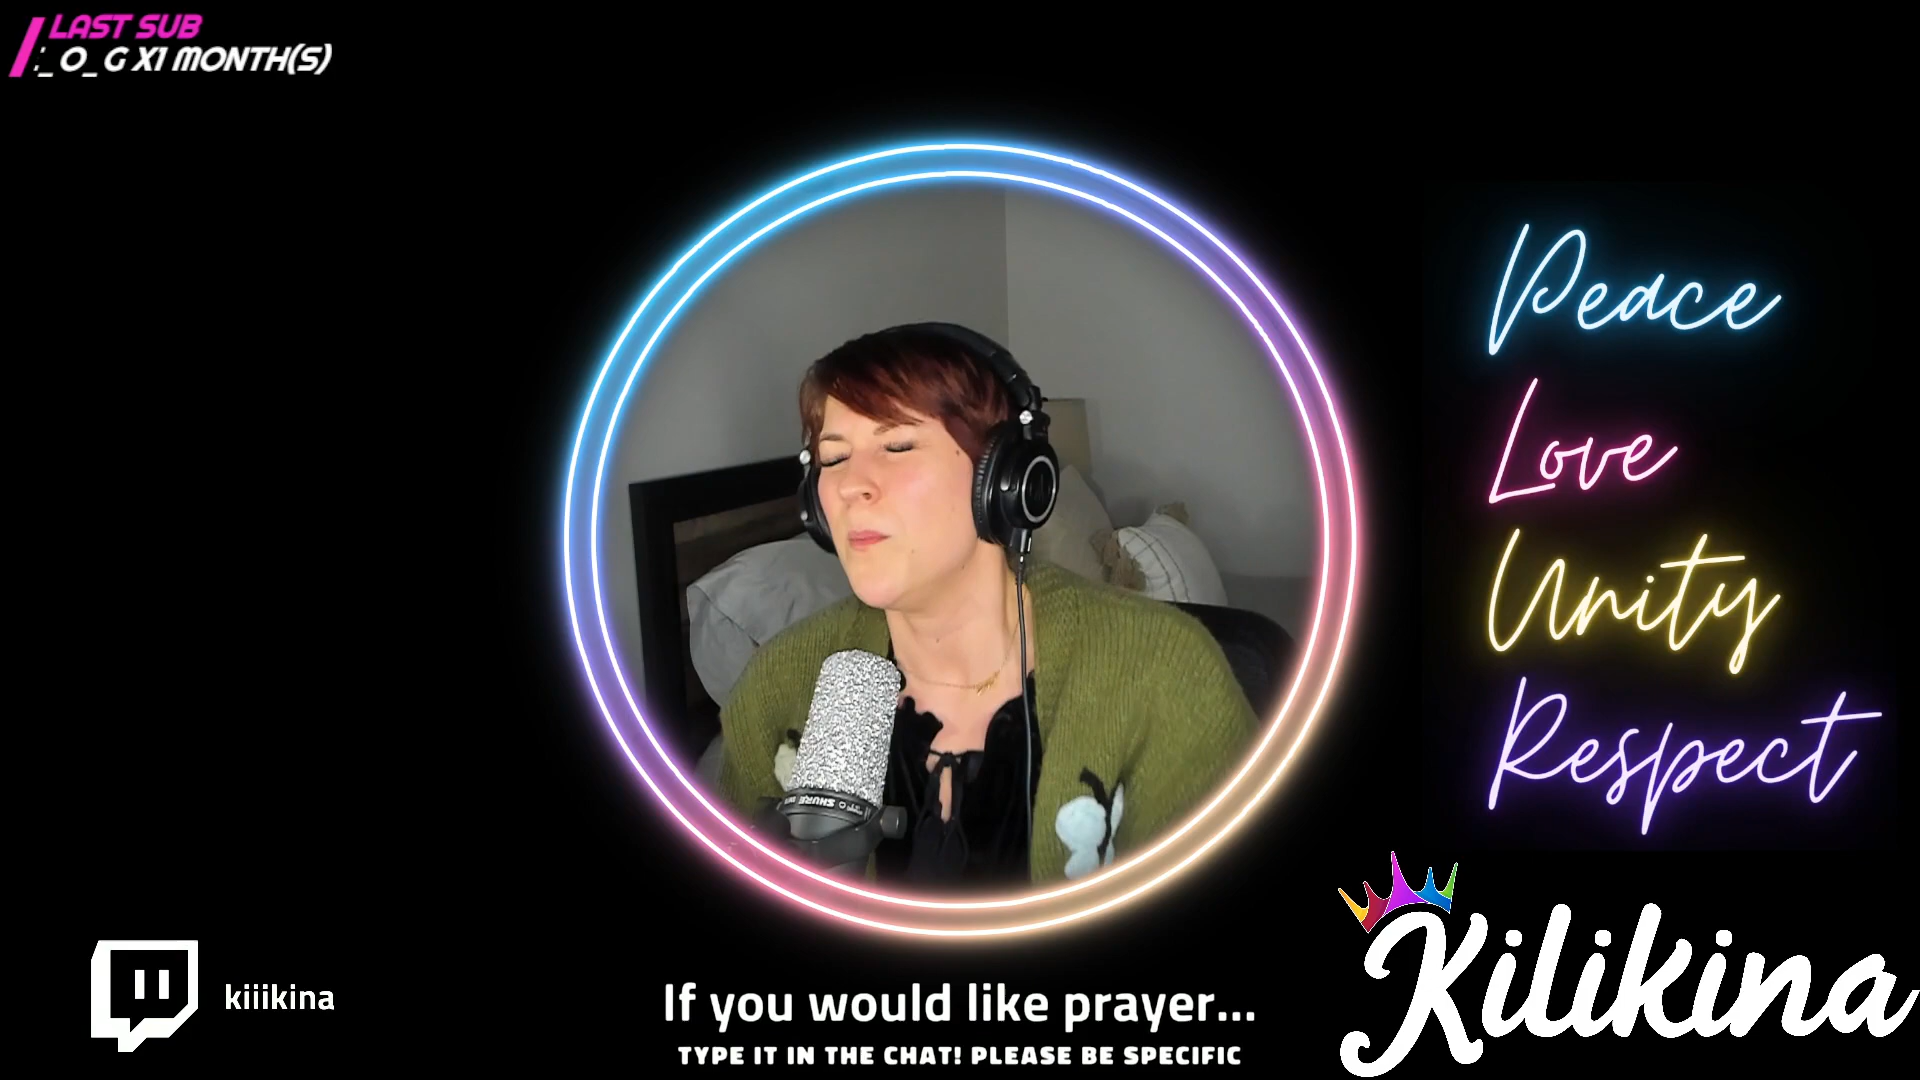 LAST SUB
:_O_G X1 MONTH(S)
Peace
Love
Unity
Respect
SHURE
Kilikina
kiiikina
If you would like prayer...
TYPE IT IN THE CHAT! PLEASE BE SPECIFIC